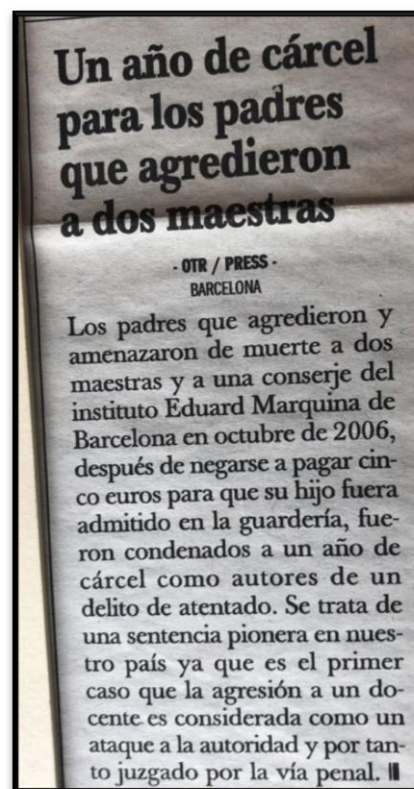 Un año de cárcel
para los padres
que agredieron
a dos maestras
- OTR / PRESS -
BARCELONA
Los padres que agredieron y
amenazaron de muerte a dos
maestras y a una conserje del
instituto Eduard Marquina de
Barcelona en octubre de 2006,
después de negarse a pagar cin-
co euros para que su hijo fuera
admitido en la guardería, fue-
ron condenados a un año de
cárcel como autores de un
delito de atentado. Se trata de
una sentencia pionera en nues-
tro país ya que es el primer
caso que la agresión a un do-
cente es considerada como un
ataque a la autoridad y por tan-
to juzgado por la vía penal.